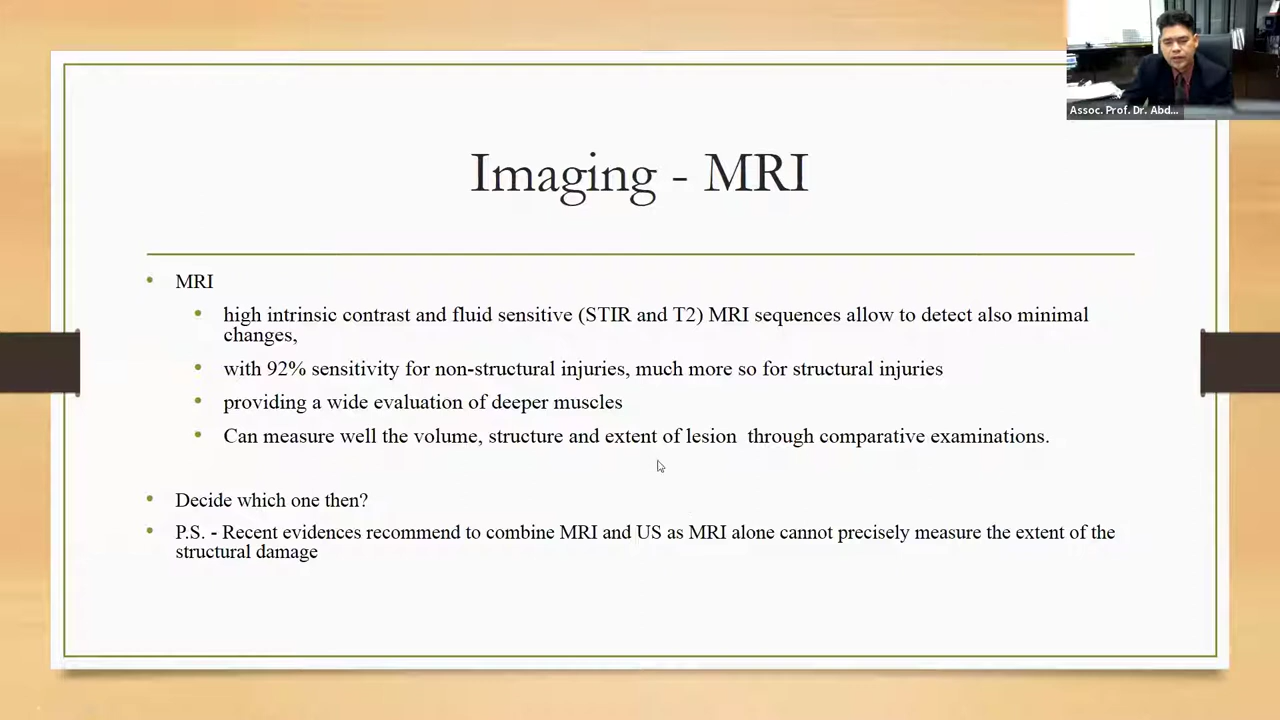 Assoc. Prof. Dr. Abd...
Imaging - MRI
• MRI
• high intrinsic contrast and fluid sensitive (STIR and T2) MRI sequences allow to detect also minimal
changes,
• with 92% sensitivity for non-structural injuries, much more so for structural injuries
• providing a wide evaluation of deeper muscles
• Can measure well the volume, structure and extent of lesion through comparative examinations.
• Decide which one then?
• P.S. - Recent evidences recommend to combine MRI and US as MRI alone cannot precisely measure the extent of the
structural damage